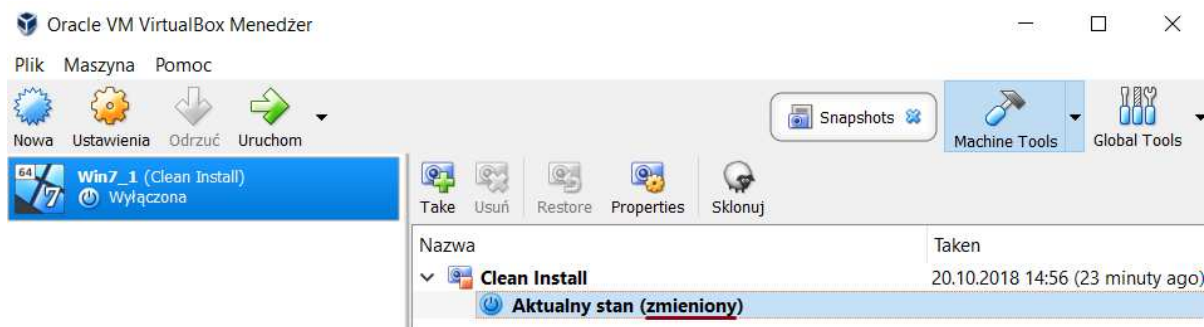 Oracle VM VirtualBox Menedżer
Plik Maszyna Pomoc
Nowa Ustawienia Odrzuć Uruchom
Snapshots
Machine Tools
Global Tools
64 Win7_1 (Clean Install)
7 Wyłączona
Take Usuń Restore Properties Sklonuj
Nazwa Taken
Clean Install 20.10.2018 14:56 (23 minuty ago)
Aktualny stan (zmieniony)